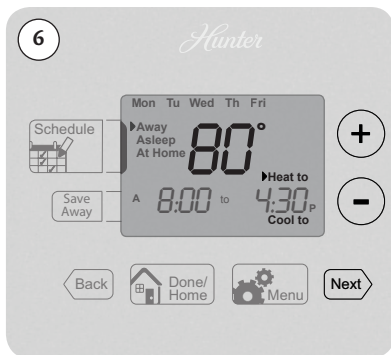 6
Hunter
Mon Tu Wed Th Fri
Schedule
Away
Asleep
At Home
80°
Heat to
Save
Away
A 8:00 to 4:30 P
Cool to
+
-
Back
Done/
Home
Menu
Next